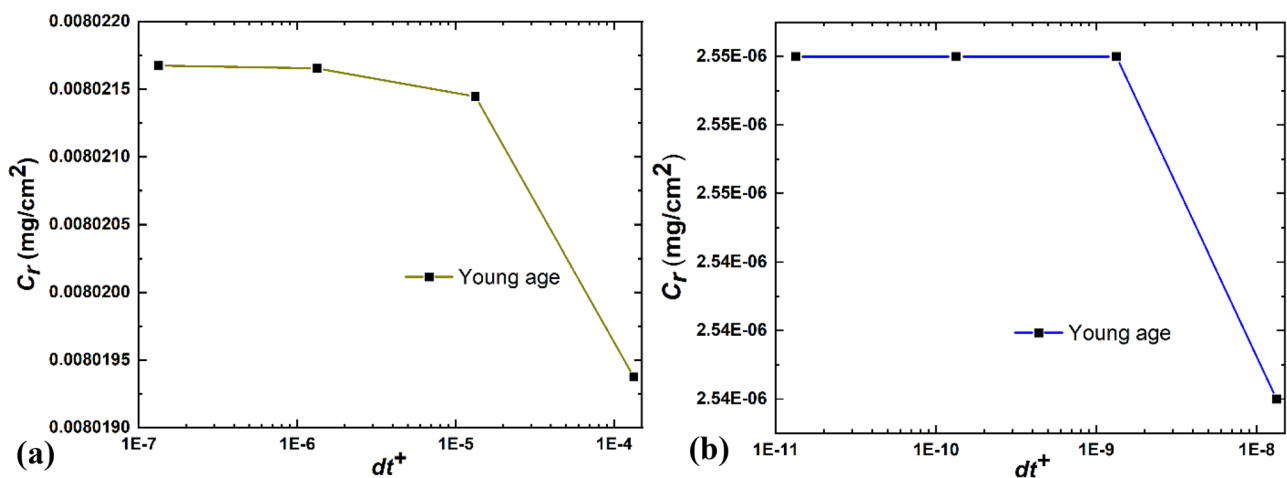 0.0080220
0.0080215
0.0080210
0.0080205
0.0080200
0.0080195
0.0080190
Cr (mg/cm2)
Young age
1E-7
1E-6
1E-5
1E-4
dt+
(a)
2.55E-06
2.55E-06
2.55E-06
2.54E-06
2.54E-06
2.54E-06
Cr (mg/cm2)
Young age
1E-11
1E-10
1E-9
1E-8
dt+
(b)